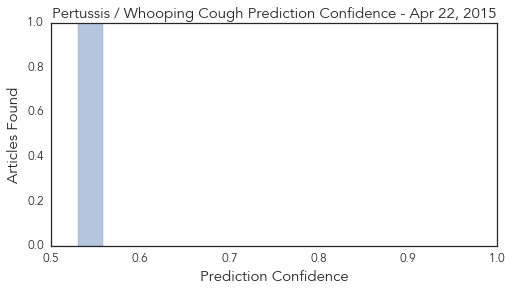 Pertussis / Whooping Cough Prediction Confidence - Apr 22, 2015
Articles Found
1.0
0.8
0.6
0.4
0.2
0.0
0.5 0.6 0.7 0.8 0.9 1.0
Prediction Confidence